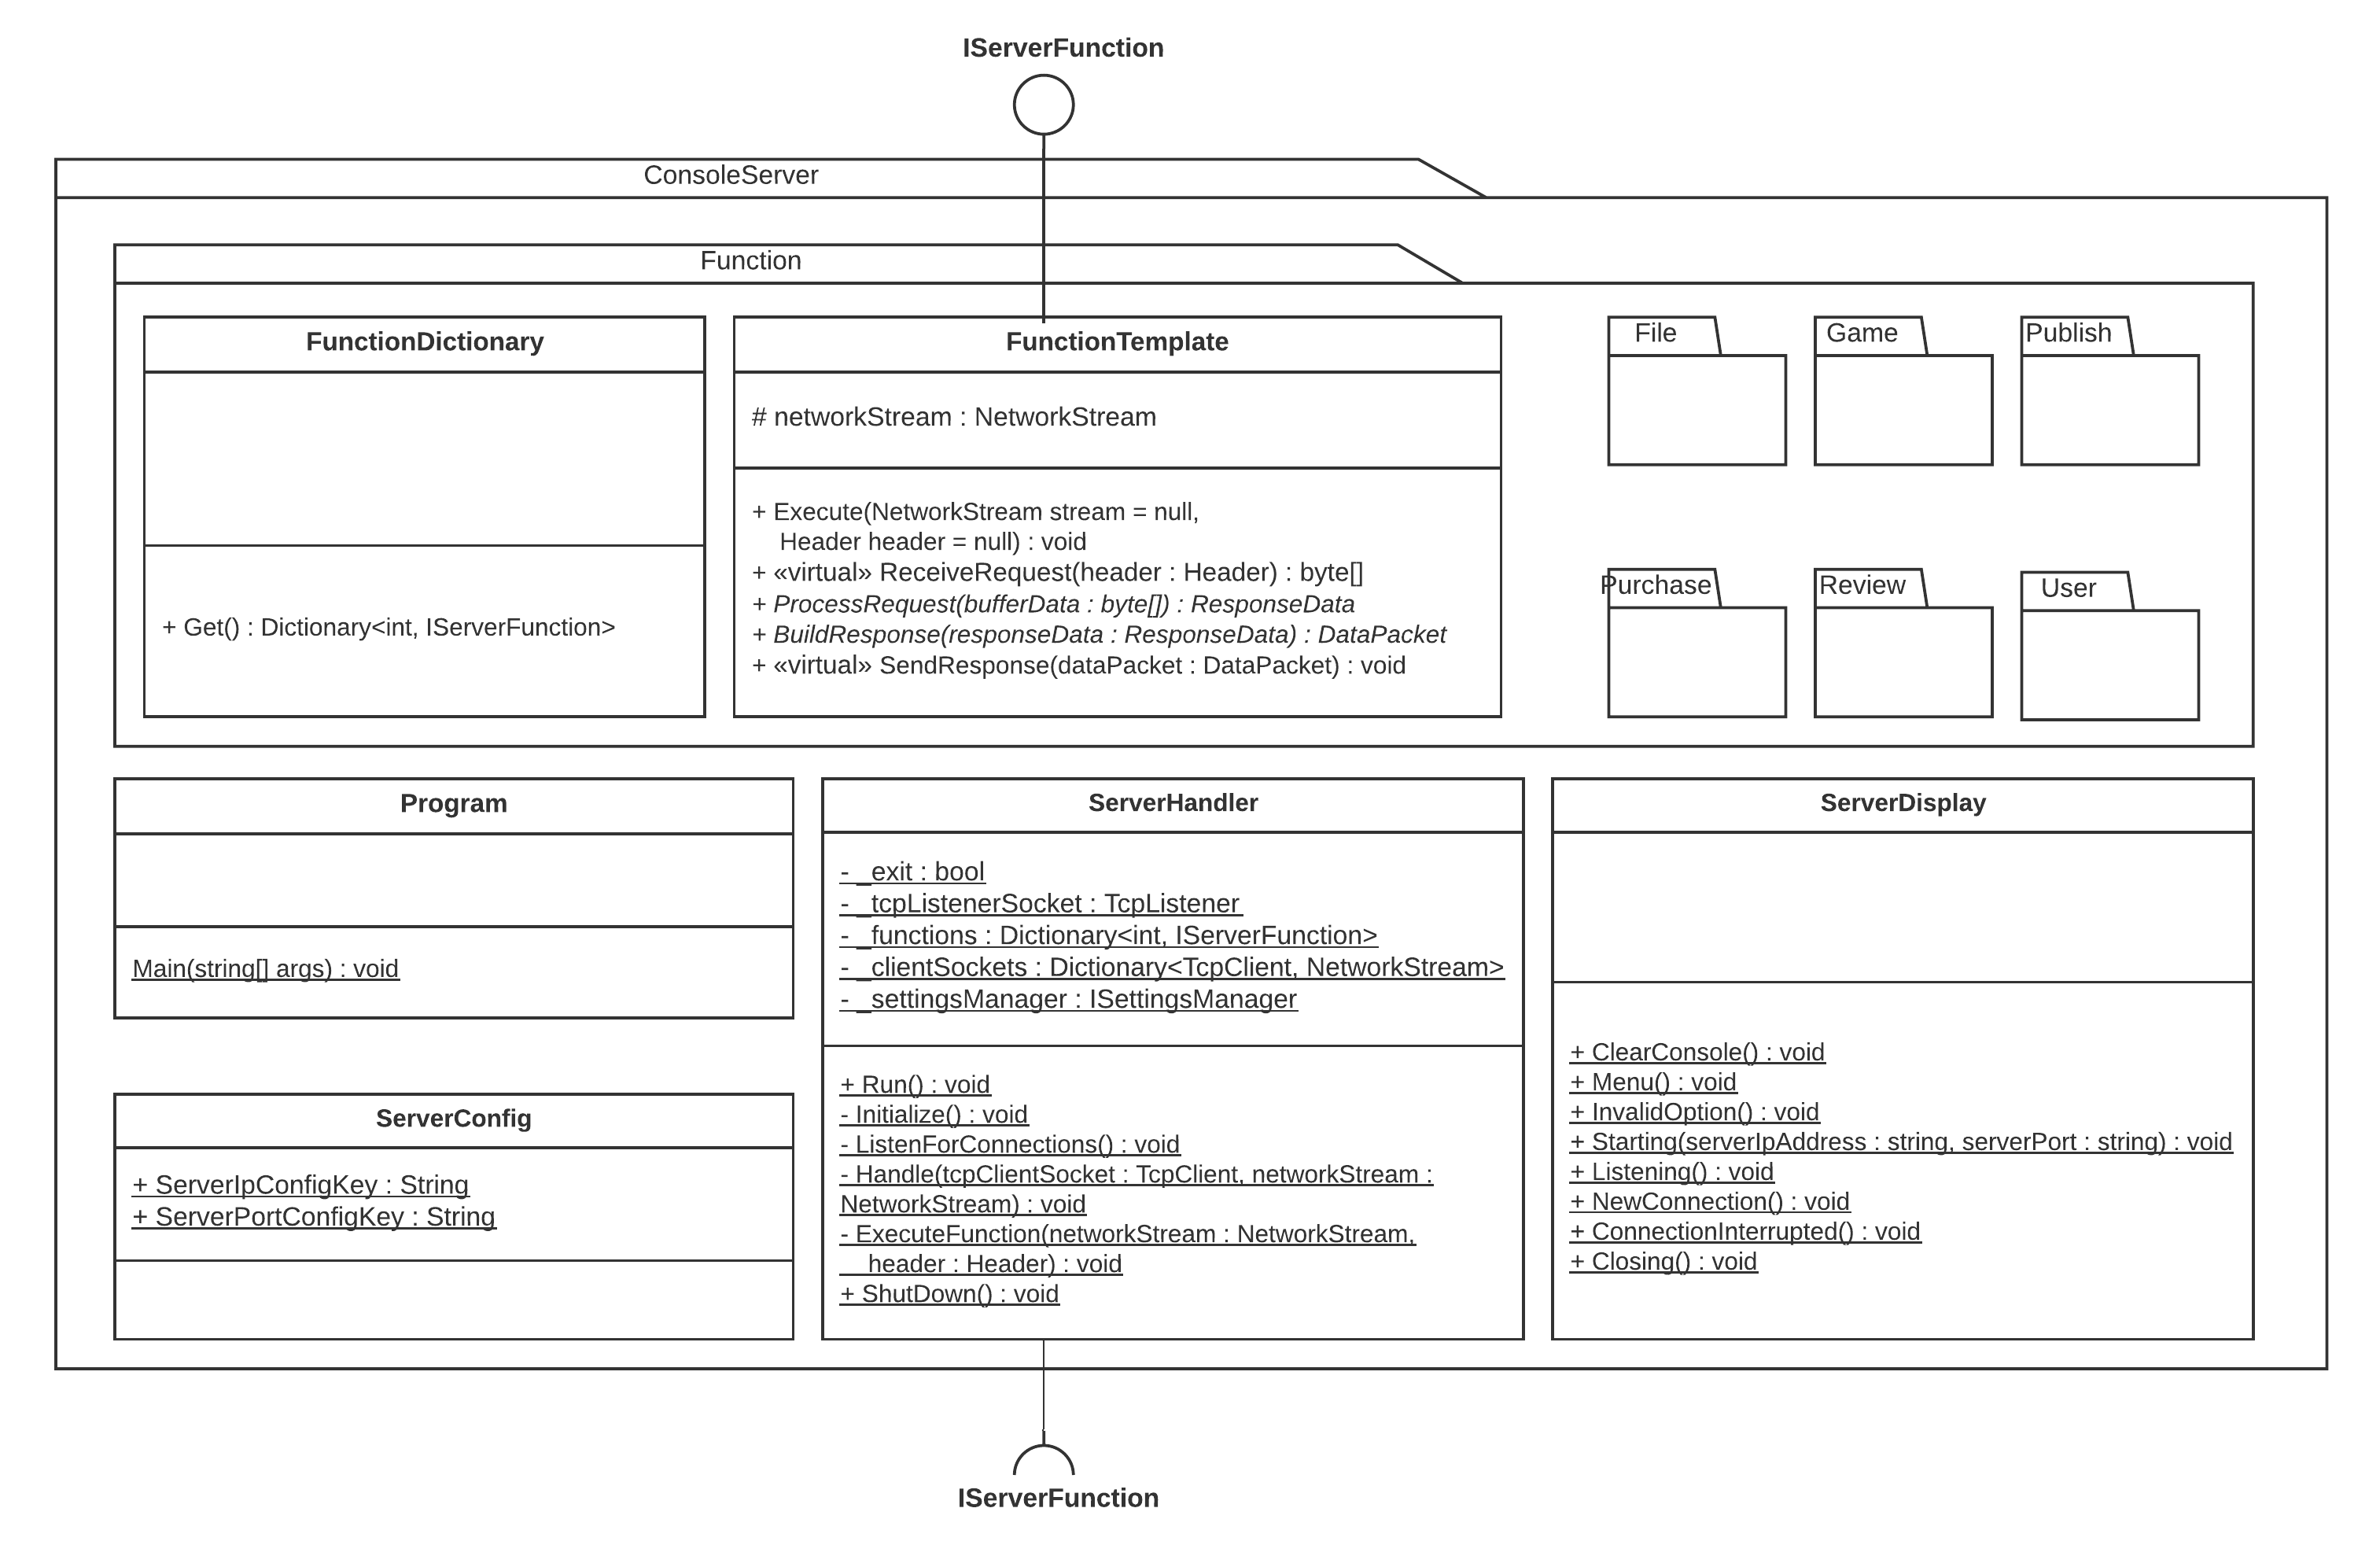 IServerFunction
ConsoleServer
Function
FunctionDictionary
+ Get() : Dictionary<int, IServerFunction>
FunctionTemplate
# networkStream : NetworkStream
+ Execute(NetworkStream stream = null,
Header header = null) : void
+ «virtual» ReceiveRequest(header : Header) : byte[]
+ ProcessRequest(bufferData : byte[]) : ResponseData
+ BuildResponse(responseData : ResponseData) : DataPacket
+ «virtual» SendResponse(dataPacket : DataPacket) : void
File
Game
Publish
Purchase
Review
User
Program
Main(string[] args) : void
ServerConfig
+ ServerIpConfigKey : String
+ ServerPortConfigKey : String
ServerHandler
- _exit : bool
- _tcpListenerSocket : TcpListener
- _functions : Dictionary<int, IServerFunction>
- _clientSockets : Dictionary<TcpClient, NetworkStream>
- _settingsManager : ISettingsManager
+ Run() : void
- Initialize() : void
- ListenForConnections() : void
- Handle(tcpClientSocket : TcpClient, networkStream :
NetworkStream) : void
- ExecuteFunction(networkStream : NetworkStream,
header : Header) : void
+ ShutDown() : void
ServerDisplay
+ ClearConsole() : void
+ Menu() : void
+ InvalidOption() : void
+ Starting(serverIpAddress : string, serverPort : string) : void
+ Listening() : void
+ NewConnection() : void
+ ConnectionInterrupted() : void
+ Closing() : void
IServerFunction